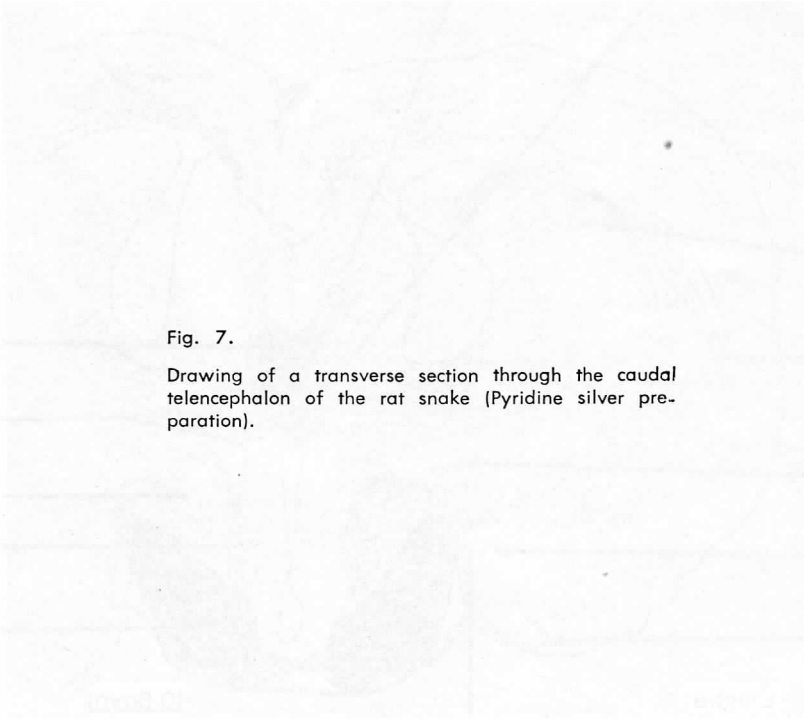 Fig. 7.
Drawing of a transverse section through the caudal
telencephalon of the rat snake (Pyridine silver pre-
paration).